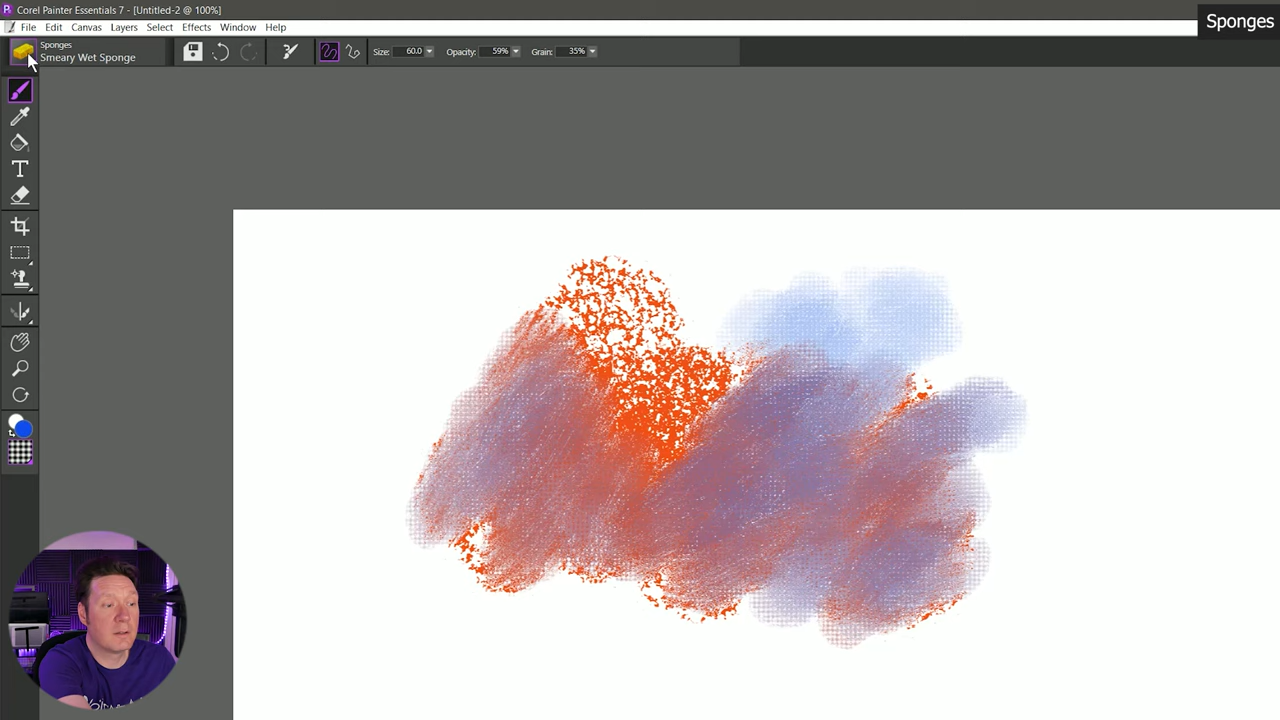 Corel Painter Essentials 7 - [Untitled-2 @ 100%]
File Edit Canvas Layers Select Effects Window Help
Sponges
Sponges
Smeary Wet Sponge
Size: 60.0 Opacity: 59% Grain: 35%
T